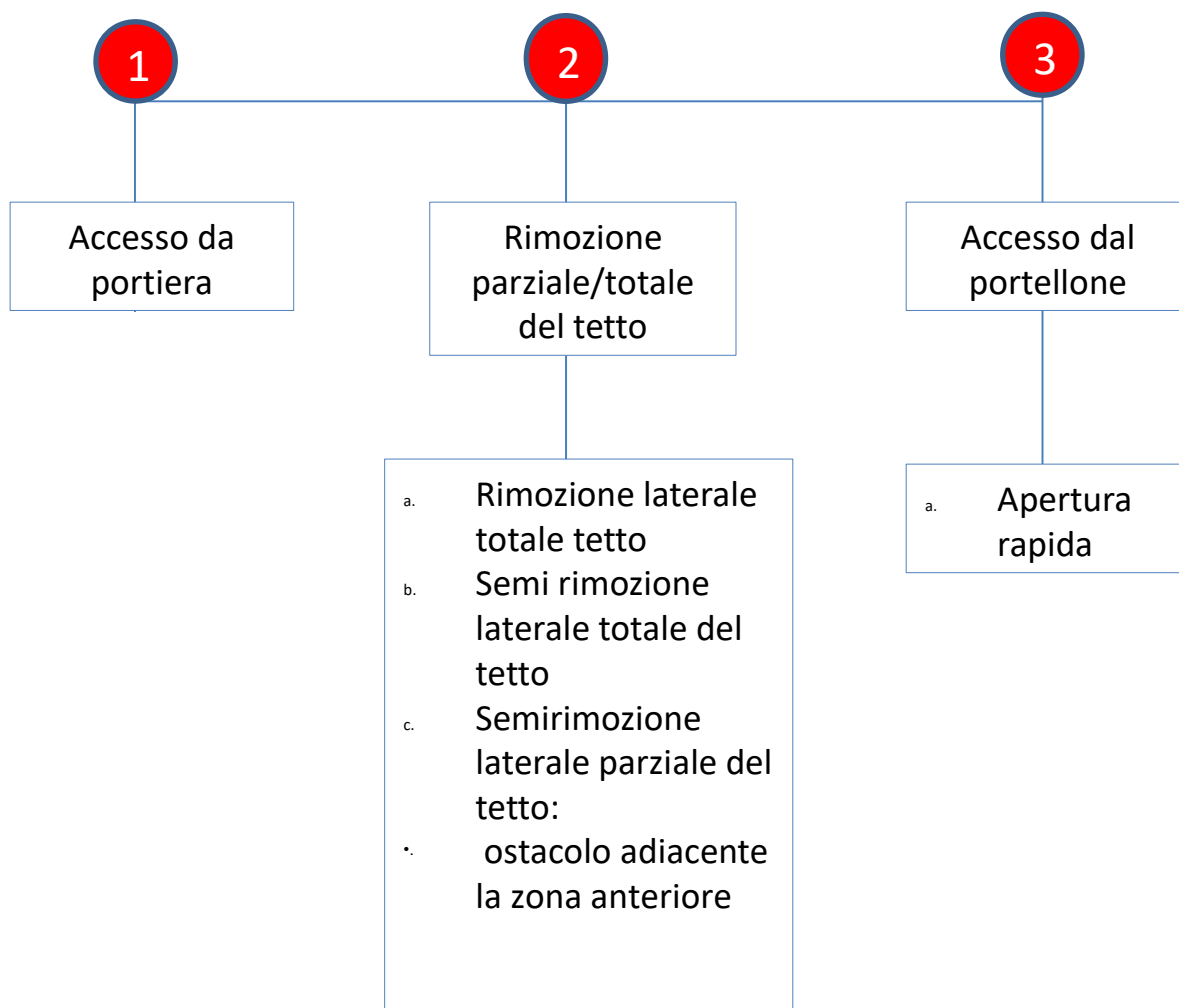 1
2
3
Accesso da
portiera
Rimozione
parziale/totale
del tetto
Accesso dal
portellone
a. Rimozione laterale
totale tetto
b. Semi rimozione
laterale totale del
tetto
c. Semirimozione
laterale parziale del
tetto:
•. ostacolo adiacente
la zona anteriore
a. Apertura
rapida